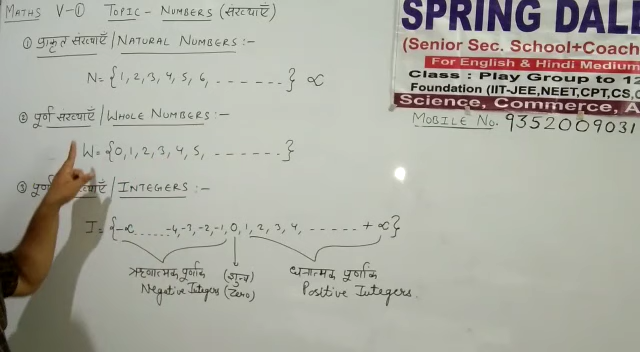 MATHS V-① TOPIC - NUMBERS (संख्याएँ)
① प्राकृत संख्याएँ / NATURAL NUMBERS :-
N = {1, 2, 3, 4, 5, 6, - - - - - - -} ∝
② पूर्ण संख्याएँ / WHOLE NUMBERS :-
W = {0, 1, 2, 3, 4, 5, - - - - - - -}
③ INTEGERS :-
I = {-∝ ......-4, -3, -2, -1, 0, 1, 2, 3, 4, - - - - - + ∝}
ऋणात्मक पूर्णांक (शून्य) धनात्मक पूर्णांक
Negative Integers (Zero) Positive Integers.
SPRING DAL
(Senior Sec. School+Coach
For English & Hindi Medium
Class : Play Group to 12
Foundation (IIT-JEE,NEET,CPT,CS,C
Science, Commerce, A
MOBILE NO. 9352009031